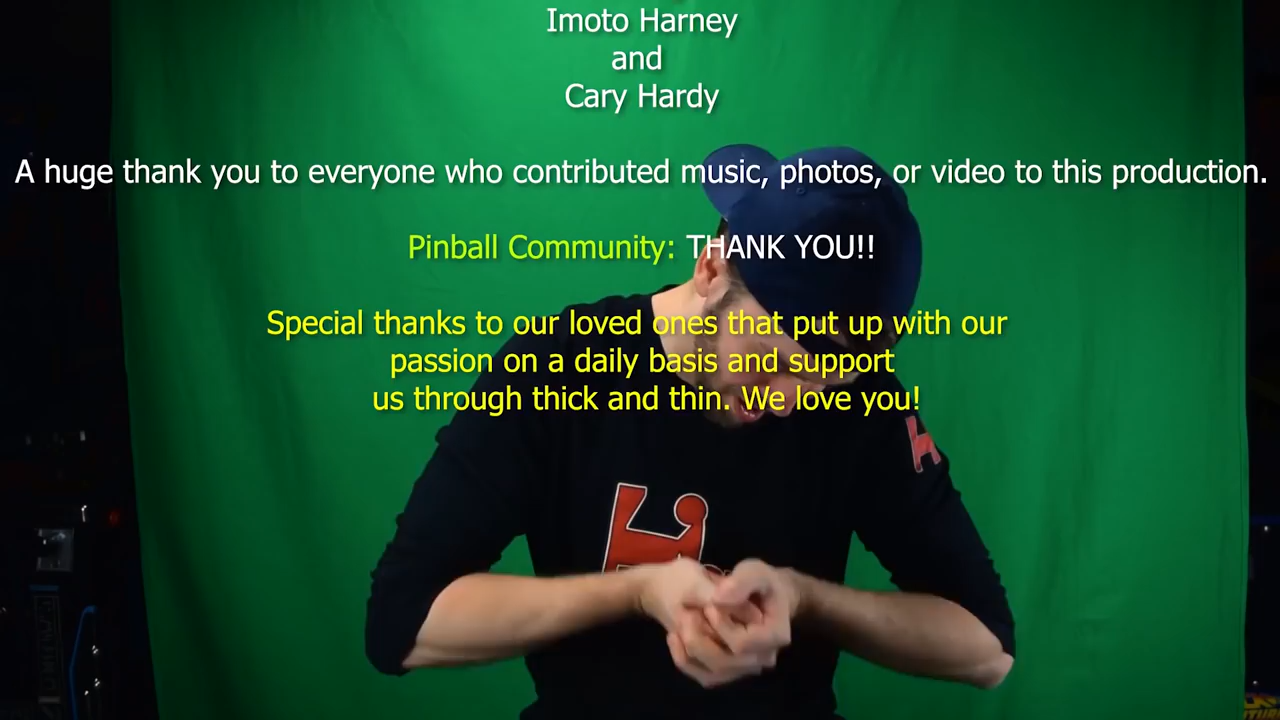 Imoto Harney
and
Cary Hardy
A huge thank you to everyone who contributed music, photos, or video to this production.
Pinball Community: THANK YOU!!
Special thanks to our loved ones that put up with our
passion on a daily basis and support
us through thick and thin. We love you!